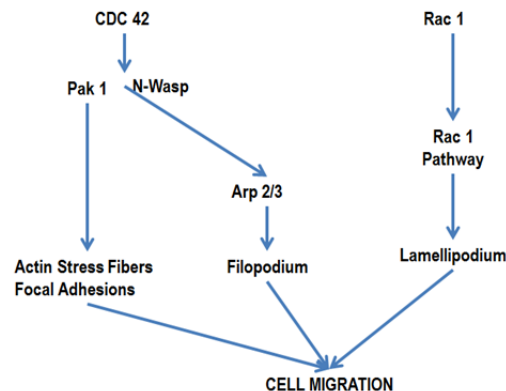 CDC 42
Rac 1
Pak 1
N-Wasp
Rac 1
Pathway
Arp 2/3
Actin Stress Fibers
Focal Adhesions
Filopodium
Lamellipodium
CELL MIGRATION